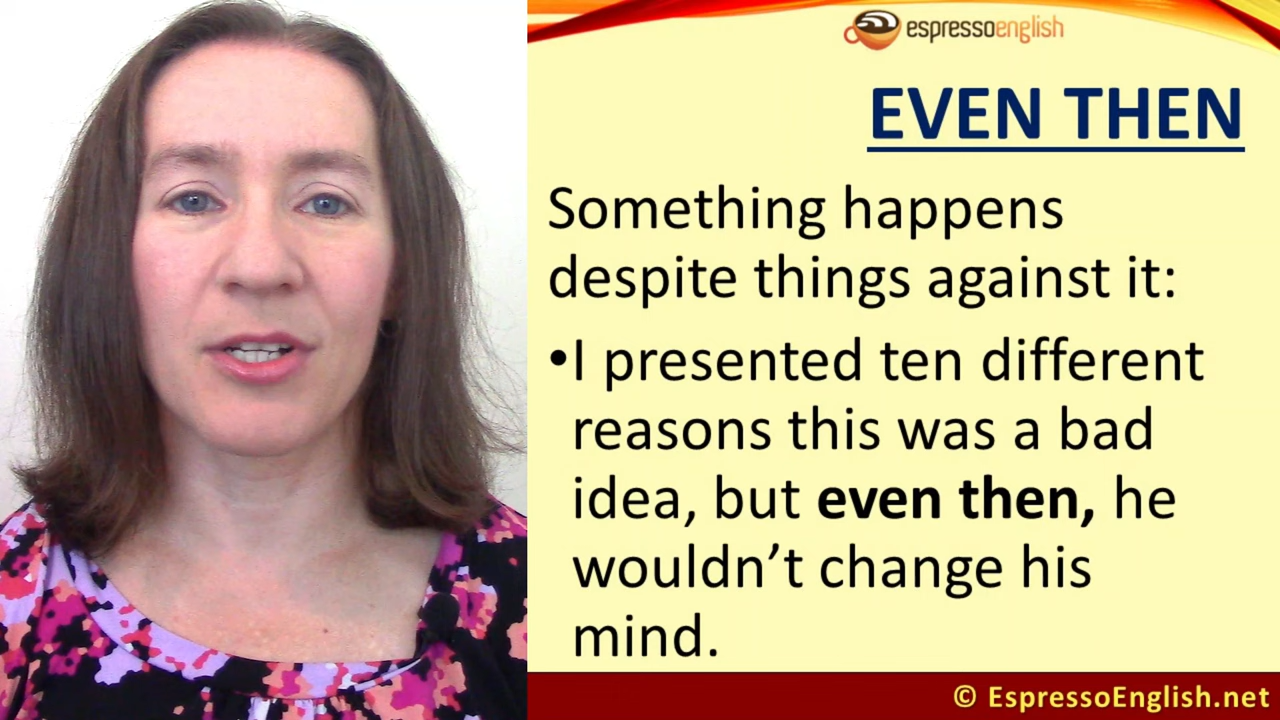 espressoenglish
EVEN THEN
Something happens
despite things against it:
•I presented ten different
reasons this was a bad
idea, but even then, he
wouldn’t change his
mind.
© EspressoEnglish.net